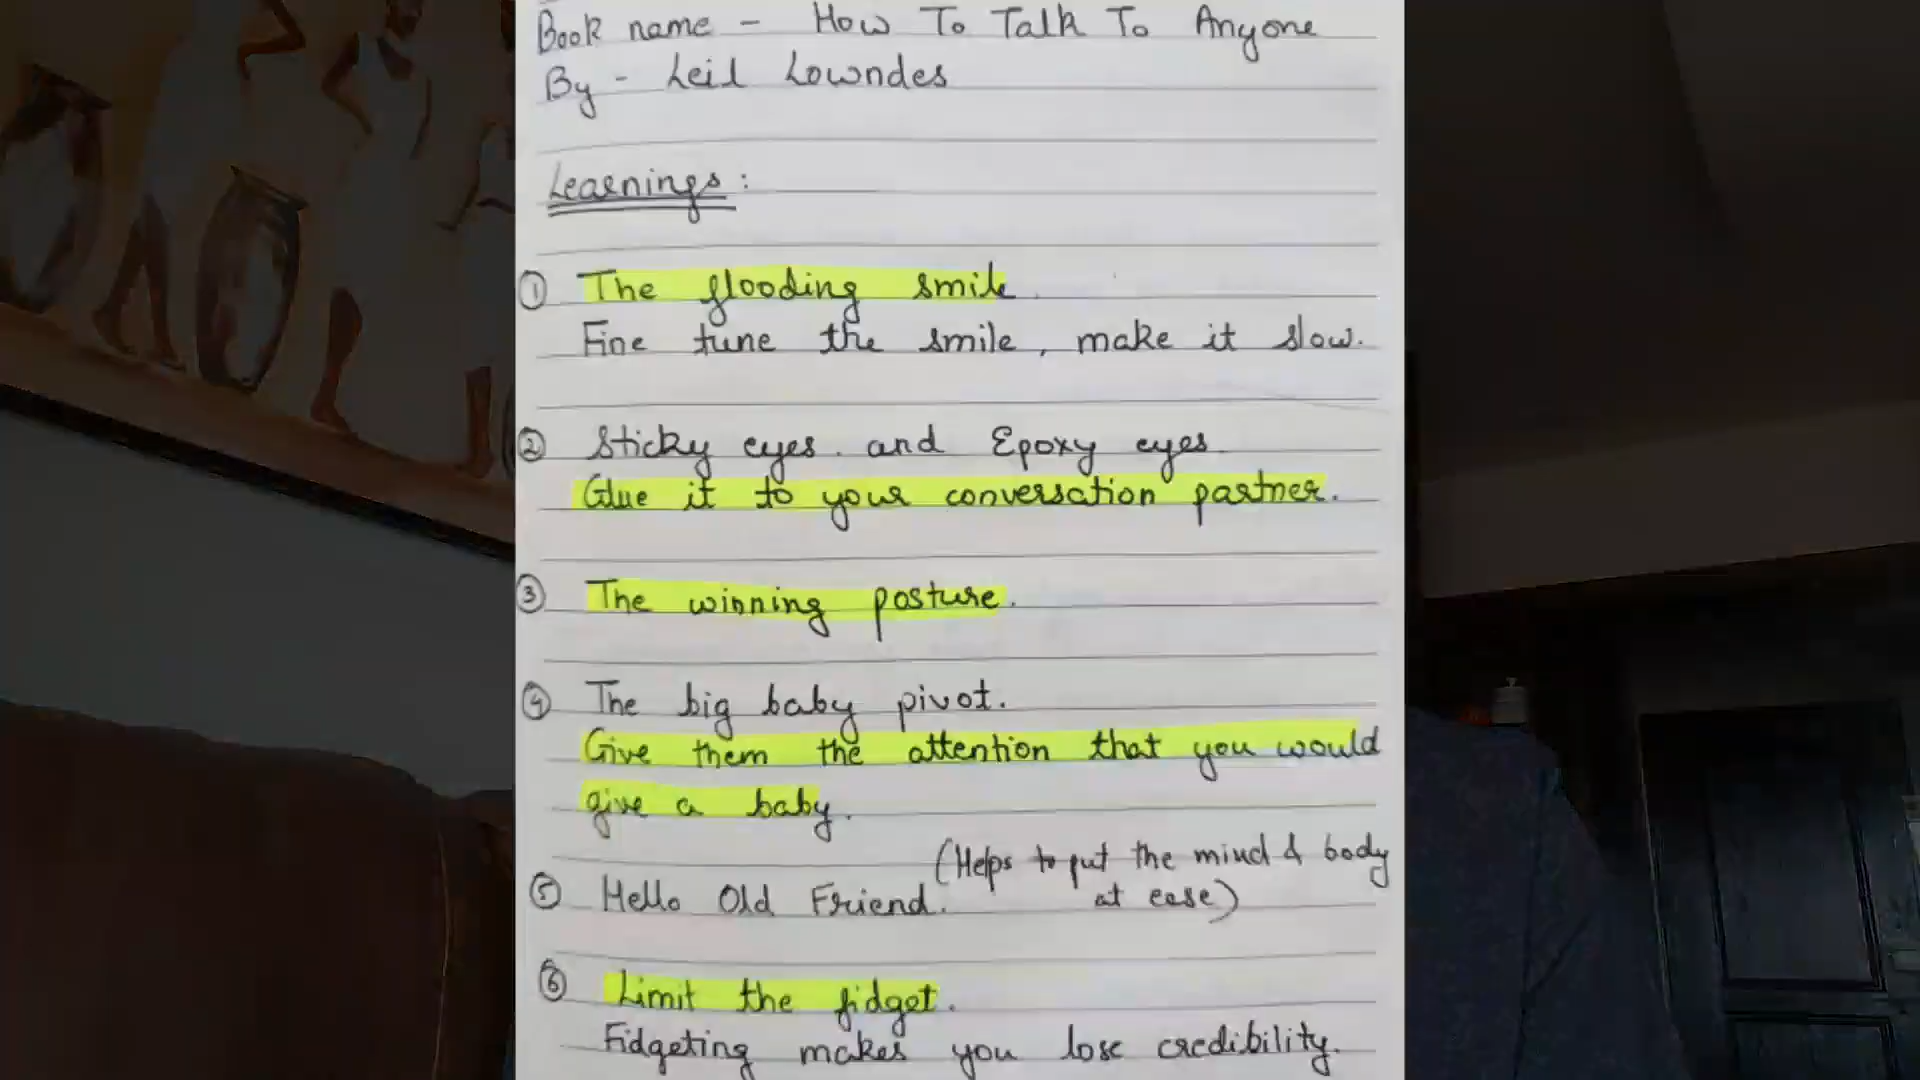 Book name - How To Talk To Anyone
By - Leil Lowndes
Learnings :
① The flooding smile.
Fine tune the smile, make it slow.
② Sticky eyes. and Epoxy eyes.
Glue it to your conversation partner.
③ The winning posture.
④ The big baby pivot.
Give them the attention that you would
give a baby.
(Helps to put the mind & body
at ease)
⑤ Hello Old Friend.
⑥ Limit the fidget.
Fidgeting makes you lose credibility.